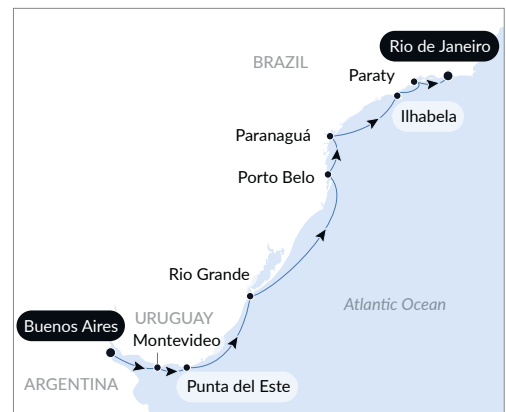 Rio de Janeiro
BRAZIL
Paraty
Ilhabela
Paranaguá
Porto Belo
Rio Grande
Atlantic Ocean
URUGUAY
Buenos Aires
Montevideo
ARGENTINA
Punta del Este